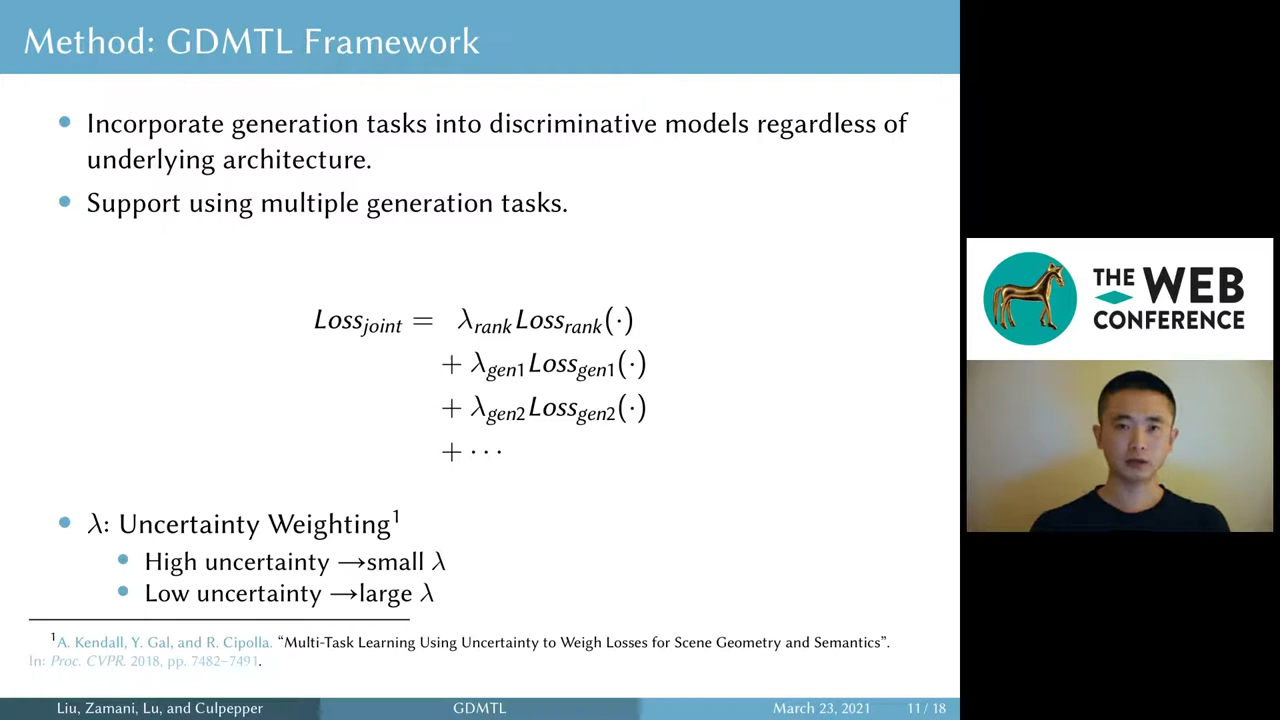 Method: GDMTL Framework
• Incorporate generation tasks into discriminative models regardless of
underlying architecture.
• Support using multiple generation tasks.
Loss_joint = λ_rank Loss_rank(·)
+ λ_gen1 Loss_gen1(·)
+ λ_gen2 Loss_gen2(·)
+ ···
• λ: Uncertainty Weighting¹
• High uncertainty →small λ
• Low uncertainty →large λ
¹A. Kendall, Y. Gal, and R. Cipolla. “Multi-Task Learning Using Uncertainty to Weigh Losses for Scene Geometry and Semantics”.
In: Proc. CVPR. 2018, pp. 7482–7491.
Liu, Zamani, Lu, and Culpepper GDMTL March 23, 2021 11 / 18
THE WEB
CONFERENCE